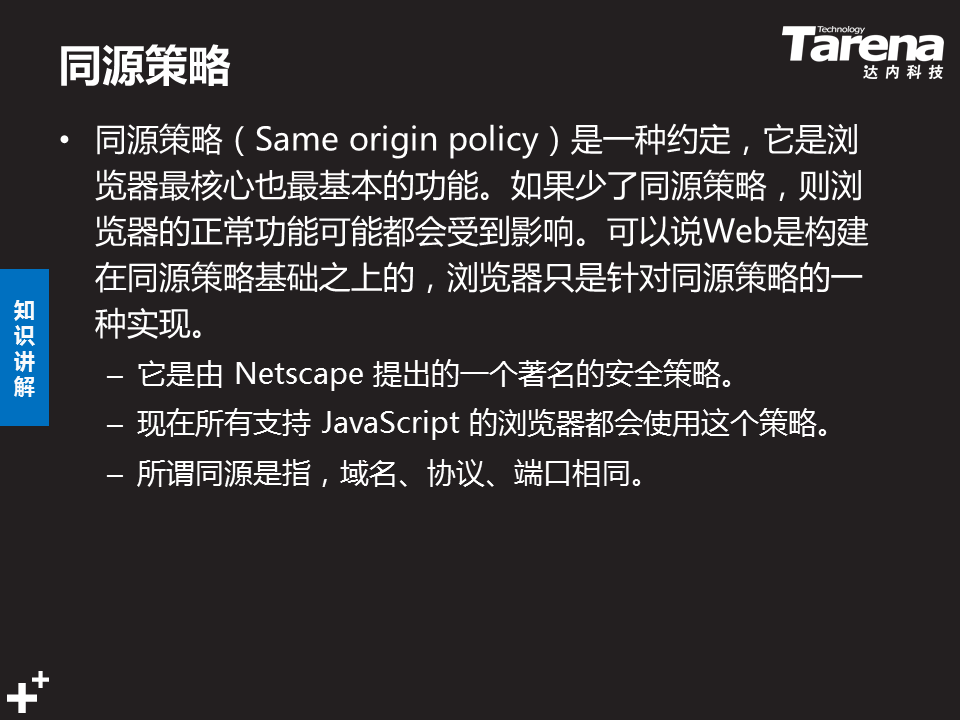 同源策略
Technology
Tarena
达内科技
• 同源策略（Same origin policy）是一种约定，它是浏
览器最核心也最基本的功能。如果少了同源策略，则浏
览器的正常功能可能都会受到影响。可以说Web是构建
在同源策略基础之上的，浏览器只是针对同源策略的一
种实现。
– 它是由 Netscape 提出的一个著名的安全策略。
– 现在所有支持 JavaScript 的浏览器都会使用这个策略。
– 所谓同源是指，域名、协议、端口相同。
知
识
讲
解